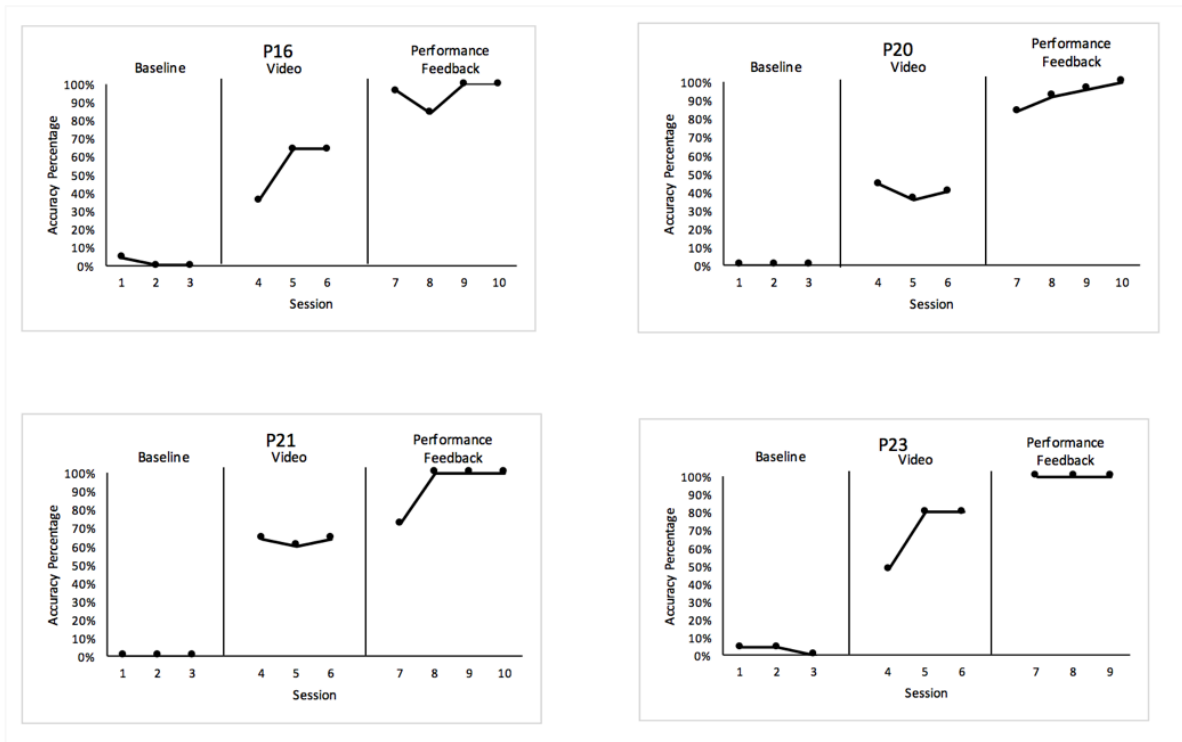 P16
Baseline Video Performance Feedback
Accuracy Percentage
100%
90%
80%
70%
60%
50%
40%
30%
20%
10%
0%
1 2 3 4 5 6 7 8 9 10
Session
P20
Baseline Video Performance Feedback
Accuracy Percentage
100%
90%
80%
70%
60%
50%
40%
30%
20%
10%
0%
1 2 3 4 5 6 7 8 9 10
Session
P21
Baseline Video Performance Feedback
Accuracy Percentage
100%
90%
80%
70%
60%
50%
40%
30%
20%
10%
0%
1 2 3 4 5 6 7 8 9 10
Session
P23
Baseline Video Performance Feedback
Accuracy Percentage
100%
90%
80%
70%
60%
50%
40%
30%
20%
10%
0%
1 2 3 4 5 6 7 8 9
Session